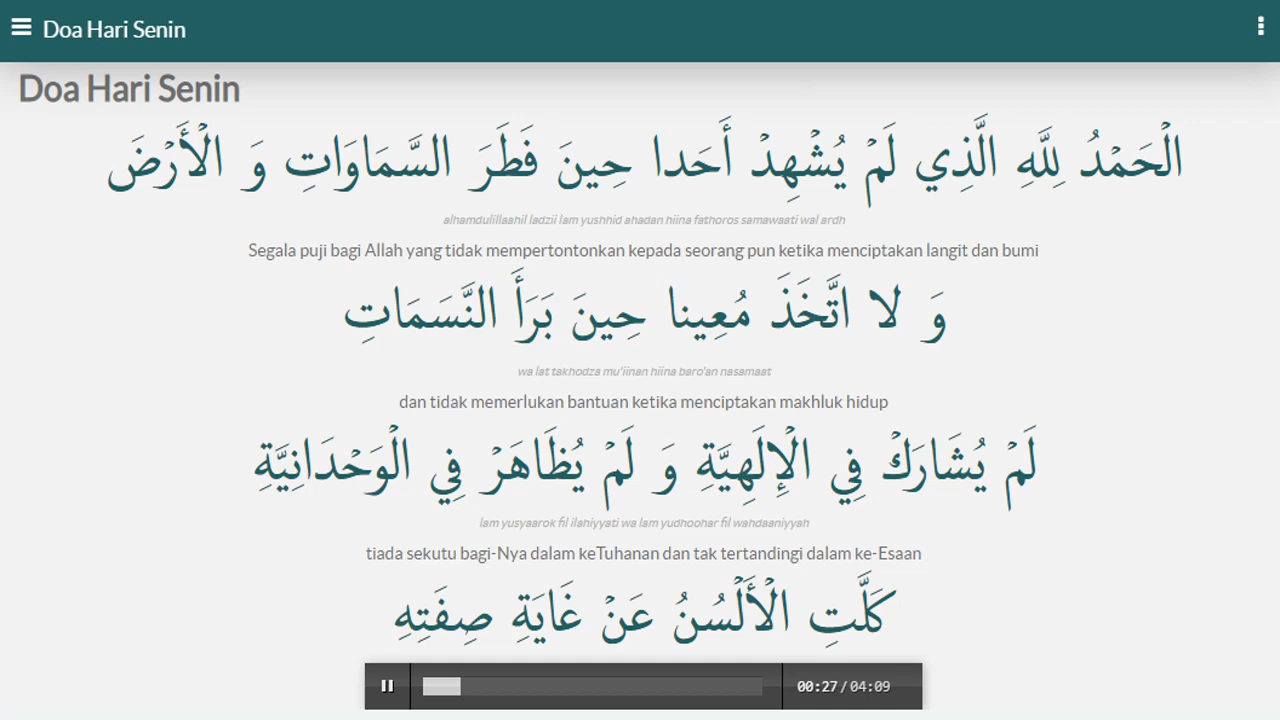 Doa Hari Senin
Doa Hari Senin
الْحَمْدُ لِلَّهِ الَّذِي لَمْ يُشْهِدْ أَحَدا حِينَ فَطَرَ السَّمَاوَاتِ وَ الْأَرْضَ
alhamdulillaahil ladzii lam yushhid ahadan hiina fathoros samawaati wal ardh
Segala puji bagi Allah yang tidak mempertontonkan kepada seorang pun ketika menciptakan langit dan bumi
وَ لا اتَّخَذَ مُعِينا حِينَ بَرَأَ النَّسَمَاتِ
wa lat takhodza mu'iinan hiina baro'an nasamaat
dan tidak memerlukan bantuan ketika menciptakan makhluk hidup
لَمْ يُشَارَكْ فِي الْإِلَهِيَّةِ وَ لَمْ يُظَاهَرْ فِي الْوَحْدَانِيَّةِ
lam yusyaarok fil ilahiyyati wa lam yudhoohar fil wahdaaniyyah
tiada sekutu bagi-Nya dalam keTuhanan dan tak tertandingi dalam ke-Esaan
كَلَّتِ الْأَلْسُنُ عَنْ غَايَةِ صِفَتِهِ
00:27/04:09